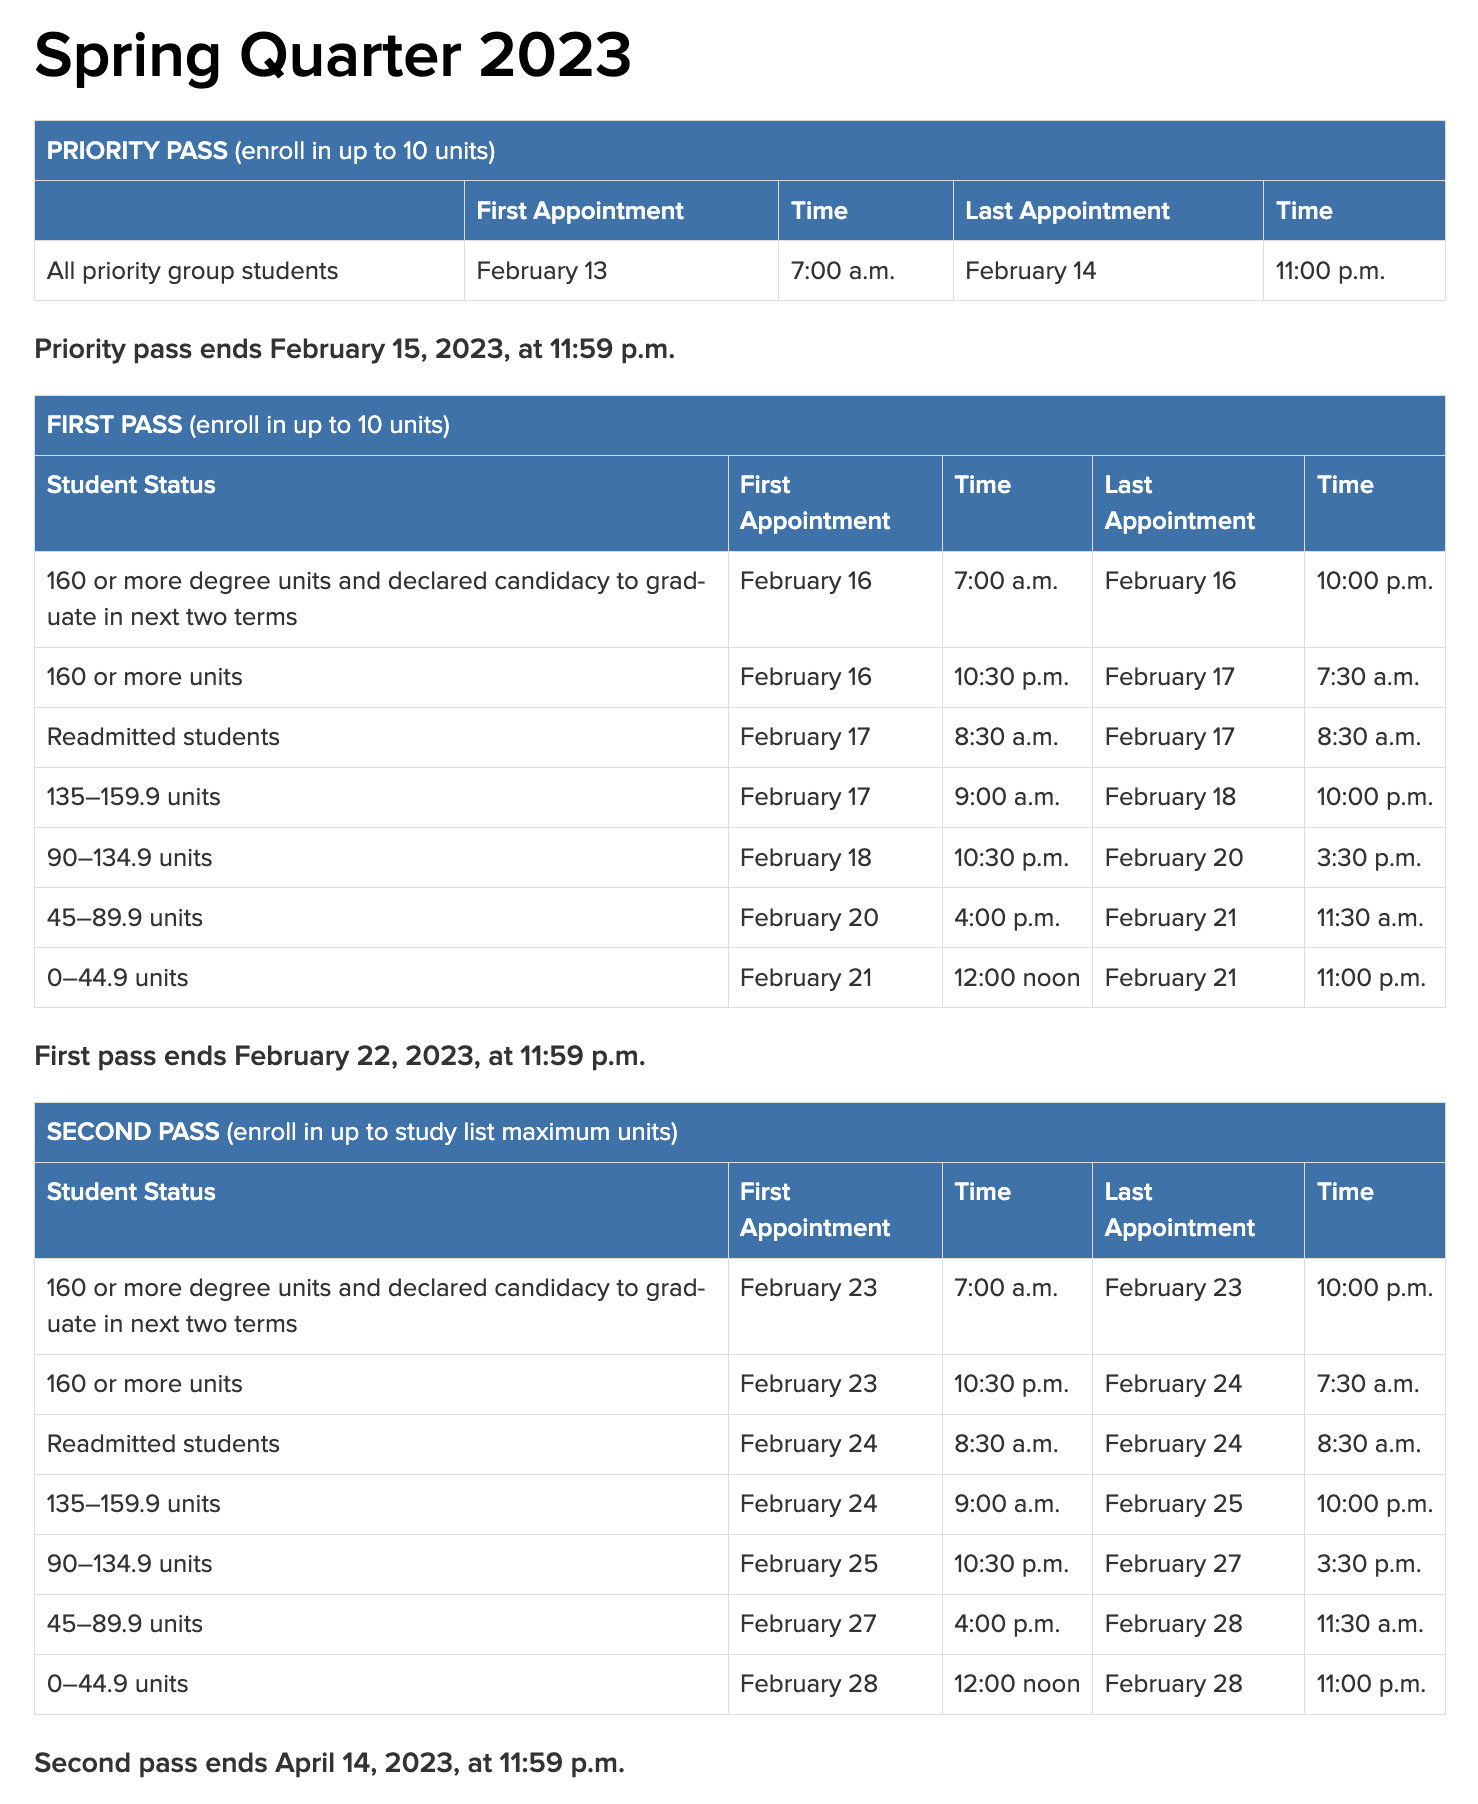 Spring Quarter 2023
PRIORITY PASS (enroll in up to 10 units)
First Appointment Time Last Appointment Time
All priority group students February 13 7:00 a.m. February 14 11:00 p.m.
Priority pass ends February 15, 2023, at 11:59 p.m.
FIRST PASS (enroll in up to 10 units)
Student Status First Time Last Time
Appointment Appointment
160 or more degree units and declared candidacy to grad- February 16 7:00 a.m. February 16 10:00 p.m.
uate in next two terms
160 or more units February 16 10:30 p.m. February 17 7:30 a.m.
Readmitted students February 17 8:30 a.m. February 17 8:30 a.m.
135–159.9 units February 17 9:00 a.m. February 18 10:00 p.m.
90–134.9 units February 18 10:30 p.m. February 20 3:30 p.m.
45–89.9 units February 20 4:00 p.m. February 21 11:30 a.m.
0–44.9 units February 21 12:00 noon February 21 11:00 p.m.
First pass ends February 22, 2023, at 11:59 p.m.
SECOND PASS (enroll in up to study list maximum units)
Student Status First Time Last Time
Appointment Appointment
160 or more degree units and declared candidacy to grad- February 23 7:00 a.m. February 23 10:00 p.m.
uate in next two terms
160 or more units February 23 10:30 p.m. February 24 7:30 a.m.
Readmitted students February 24 8:30 a.m. February 24 8:30 a.m.
135–159.9 units February 24 9:00 a.m. February 25 10:00 p.m.
90–134.9 units February 25 10:30 p.m. February 27 3:30 p.m.
45–89.9 units February 27 4:00 p.m. February 28 11:30 a.m.
0–44.9 units February 28 12:00 noon February 28 11:00 p.m.
Second pass ends April 14, 2023, at 11:59 p.m.